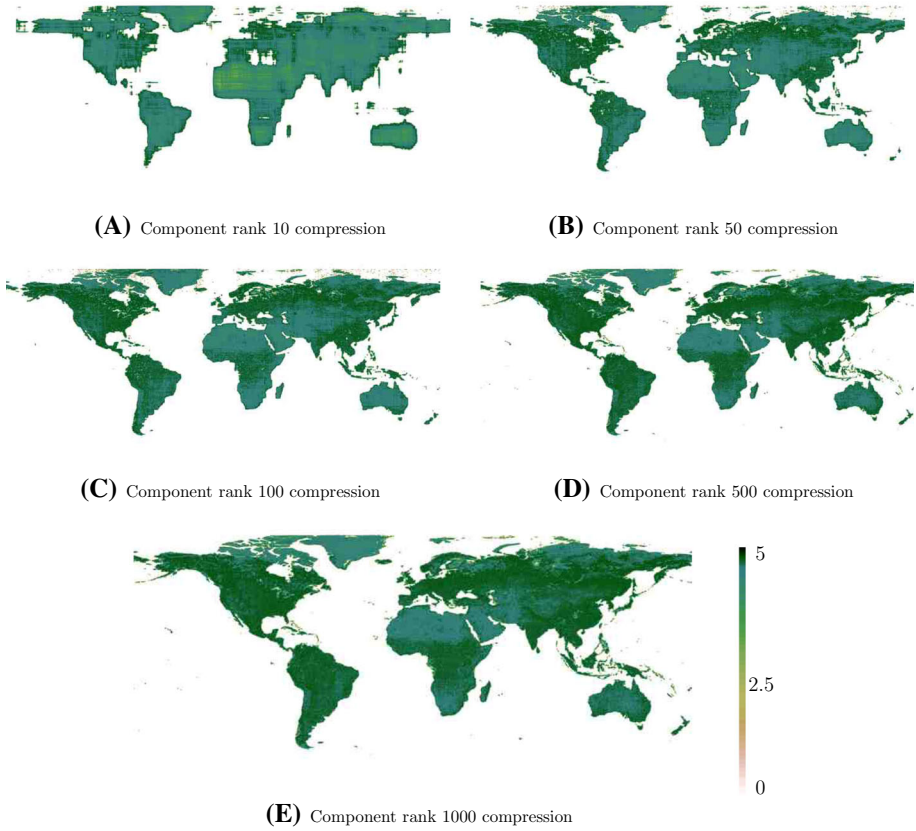 (A) Component rank 10 compression
(B) Component rank 50 compression
(C) Component rank 100 compression
(D) Component rank 500 compression
5
2.5
0
(E) Component rank 1000 compression